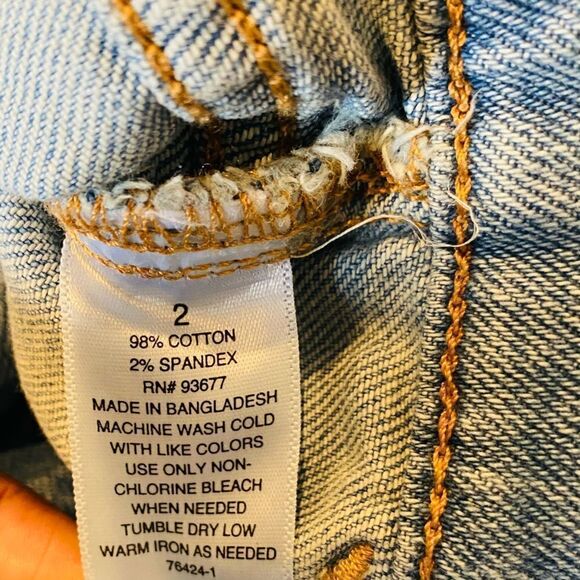 2
98% COTTON
2% SPANDEX
RN# 93677
MADE IN BANGLADESH
MACHINE WASH COLD
WITH LIKE COLORS
USE ONLY NON-
CHLORINE BLEACH
WHEN NEEDED
TUMBLE DRY LOW
WARM IRON AS NEEDED
76424-1